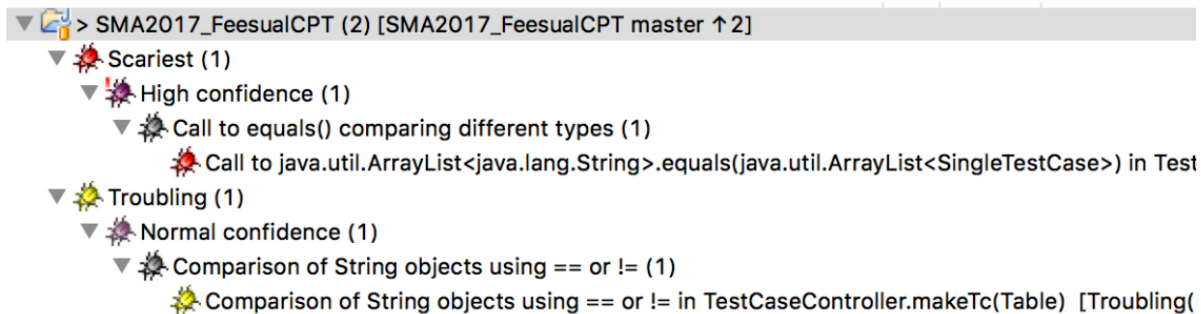 > SMA2017_FeesualCPT (2) [SMA2017_FeesualCPT master ↑2]
Scariest (1)
High confidence (1)
Call to equals() comparing different types (1)
Call to java.util.ArrayList<java.lang.String>.equals(java.util.ArrayList<SingleTestCase>) in Test
Troubling (1)
Normal confidence (1)
Comparison of String objects using == or != (1)
Comparison of String objects using == or != in TestCaseController.makeTc(Table) [Troubling(